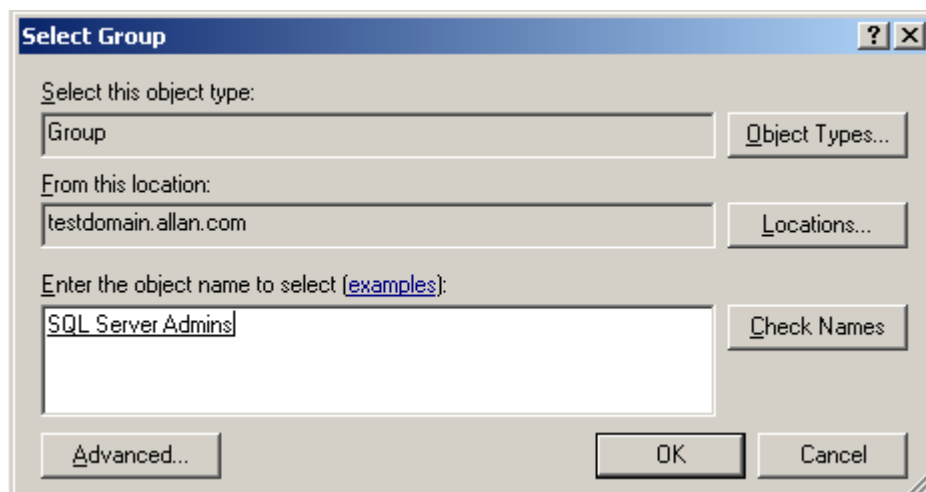 Select Group
Select this object type:
Group
Object Types...
From this location:
testdomain.allan.com
Locations...
Enter the object name to select (examples):
SQL Server Admins
Check Names
Advanced...
OK
Cancel